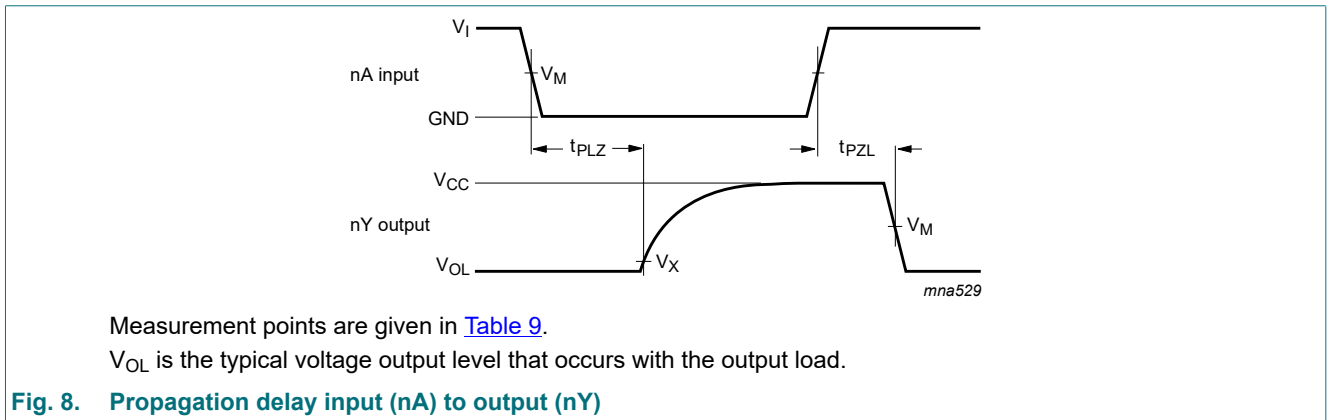 VI
nA input
VM
GND
tPLZ
tPZL
VCC
nY output
VM
VOL
VX
mna529
Measurement points are given in Table 9.
VOL is the typical voltage output level that occurs with the output load.
Fig. 8. Propagation delay input (nA) to output (nY)